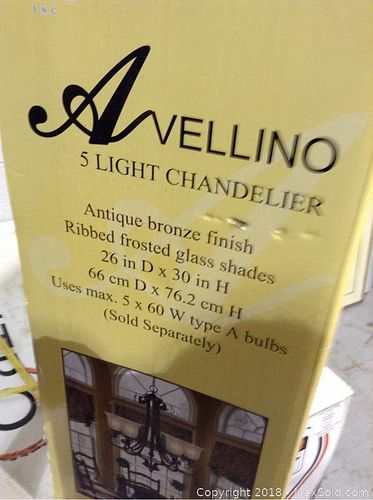 INC
AVELLINO
5 LIGHT CHANDELIER
Antique bronze finish
Ribbed frosted glass shades
26 in D x 30 in H
66 cm D x 76.2 cm H
Uses max. 5 x 60 W type A bulbs
(Sold Separately)
Copyright 2018 - MaxSold.com